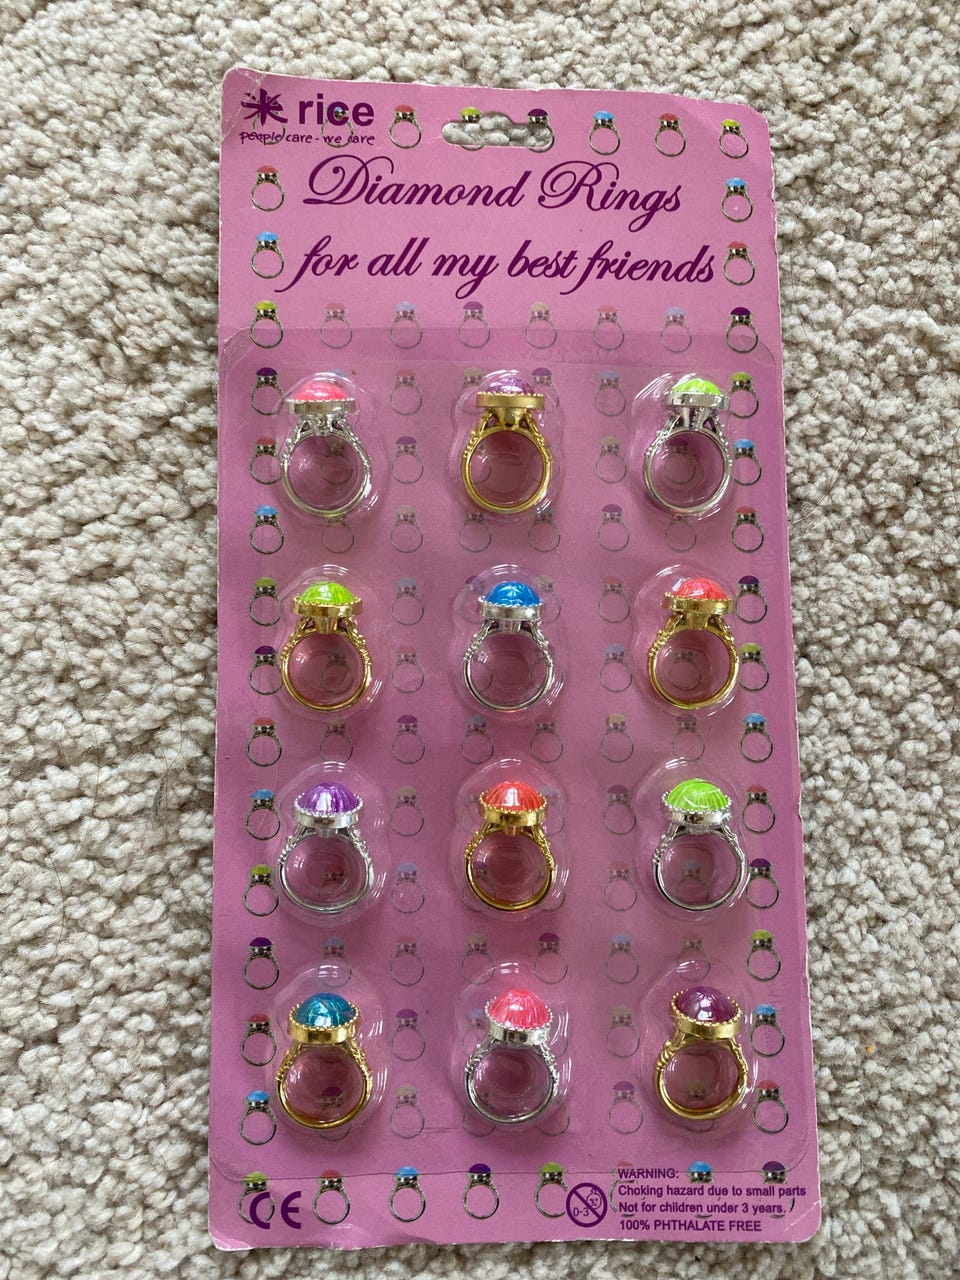 rice
people care - we care
Diamond Rings
for all my best friends
CE
0-3
WARNING:
Choking hazard due to small parts
Not for children under 3 years.
100% PHTHALATE FREE